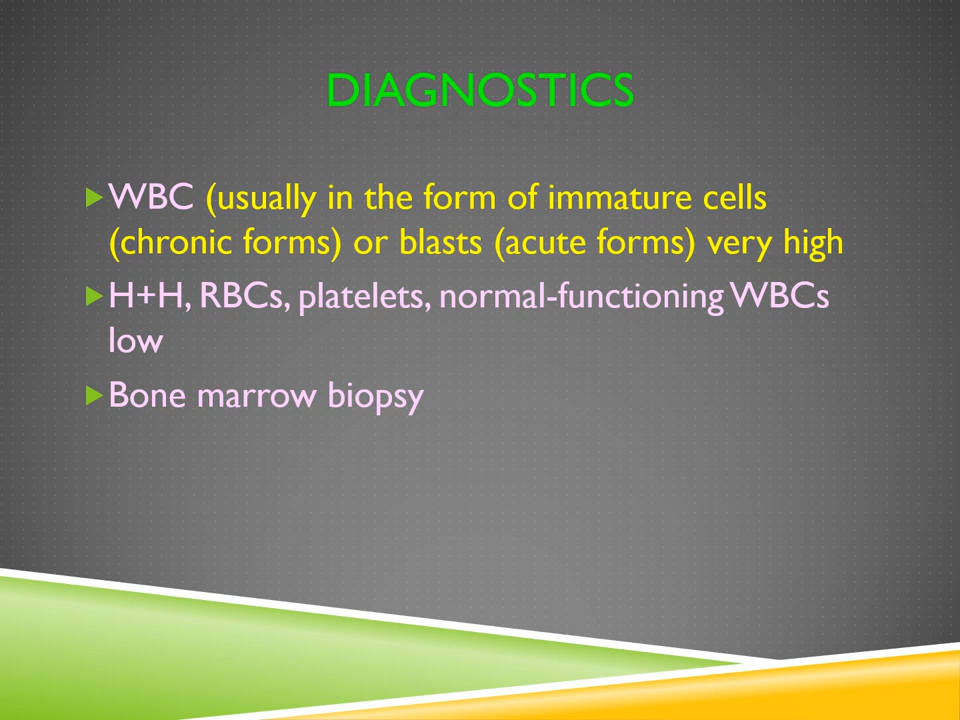 DIAGNOSTICS
WBC (usually in the form of immature cells
(chronic forms) or blasts (acute forms) very high
H+H, RBCs, platelets, normal-functioning WBCs
low
Bone marrow biopsy